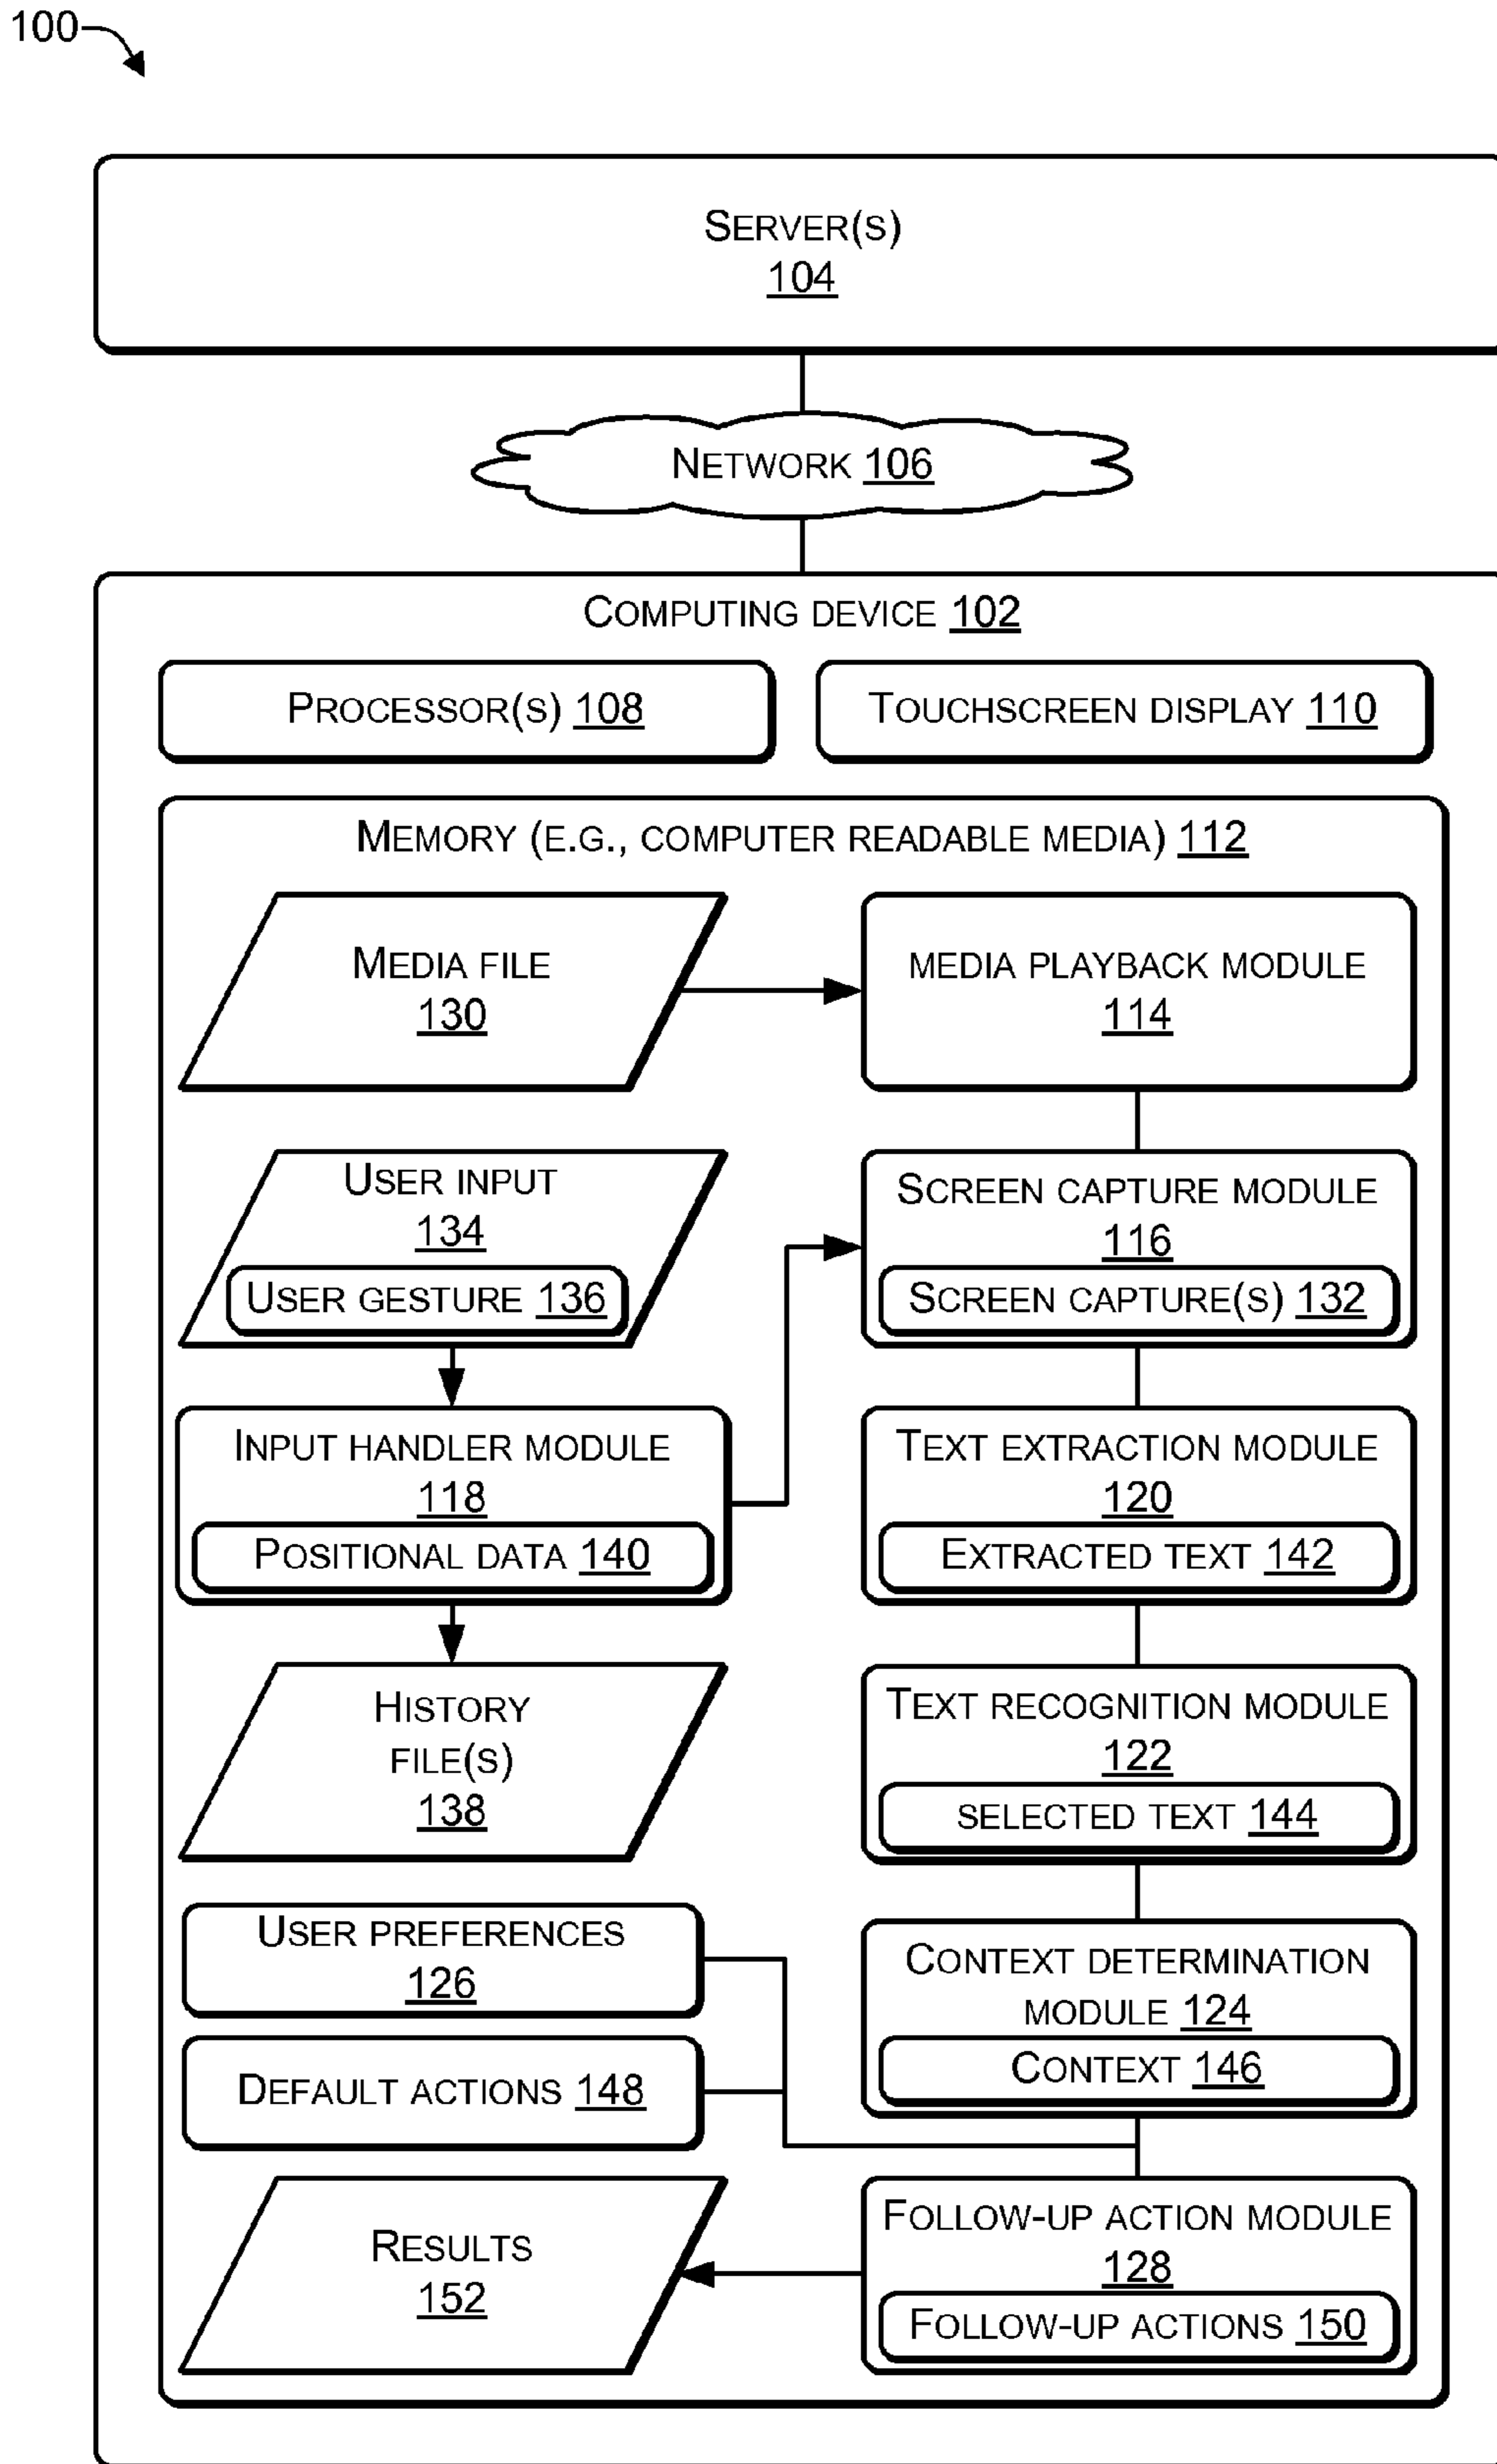 100
SERVER(S)
104
NETWORK 106
COMPUTING DEVICE 102
PROCESSOR(S) 108
TOUCHSCREEN DISPLAY 110
MEMORY (E.G., COMPUTER READABLE MEDIA) 112
MEDIA FILE
130
MEDIA PLAYBACK MODULE
114
USER INPUT
134
USER GESTURE 136
SCREEN CAPTURE MODULE
116
SCREEN CAPTURE(S) 132
INPUT HANDLER MODULE
118
POSITIONAL DATA 140
TEXT EXTRACTION MODULE
120
EXTRACTED TEXT 142
HISTORY
FILE(S)
138
TEXT RECOGNITION MODULE
122
SELECTED TEXT 144
USER PREFERENCES
126
DEFAULT ACTIONS 148
CONTEXT DETERMINATION
MODULE 124
CONTEXT 146
RESULTS
152
FOLLOW-UP ACTION MODULE
128
FOLLOW-UP ACTIONS 150